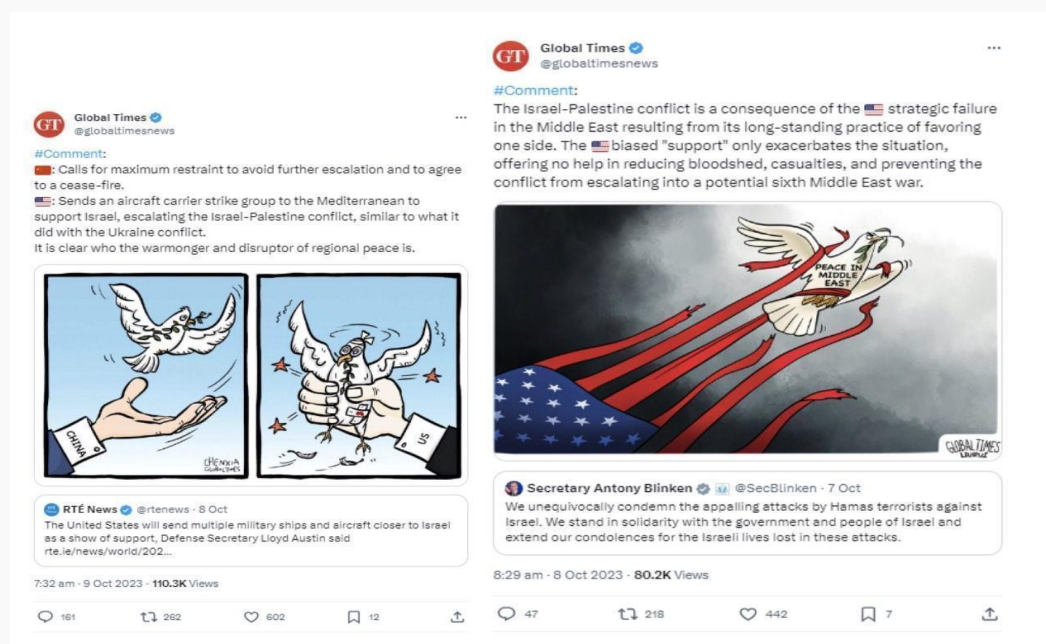 Global Times
@globaltimesnews
#Comment:
🇨🇳: Calls for maximum restraint to avoid further escalation and to agree
to a cease-fire.
🇺🇸: Sends an aircraft carrier strike group to the Mediterranean to
support Israel, escalating the Israel-Palestine conflict, similar to what it
did with the Ukraine conflict.
It is clear who the warmonger and disruptor of regional peace is.
CHINA
CHENXIA
GLOBALTIMES
US
RTÉ News @rtenews · 8 Oct
The United States will send multiple military ships and aircraft closer to Israel
as a show of support, Defense Secretary Lloyd Austin said
rte.ie/news/world/202...
7:32 am · 9 Oct 2023 · 110.3K Views
161 262 602 12
GT Global Times
@globaltimesnews
#Comment:
The Israel-Palestine conflict is a consequence of the 🇺🇸 strategic failure
in the Middle East resulting from its long-standing practice of favoring
one side. The 🇺🇸 biased "support" only exacerbates the situation,
offering no help in reducing bloodshed, casualties, and preventing the
conflict from escalating into a potential sixth Middle East war.
PEACE IN
MIDDLE
EAST
GLOBAL TIMES
Secretary Antony Blinken @SecBlinken · 7 Oct
We unequivocally condemn the appalling attacks by Hamas terrorists against
Israel. We stand in solidarity with the government and people of Israel and
extend our condolences for the Israeli lives lost in these attacks.
8:29 am · 8 Oct 2023 · 80.2K Views
47 218 442 7